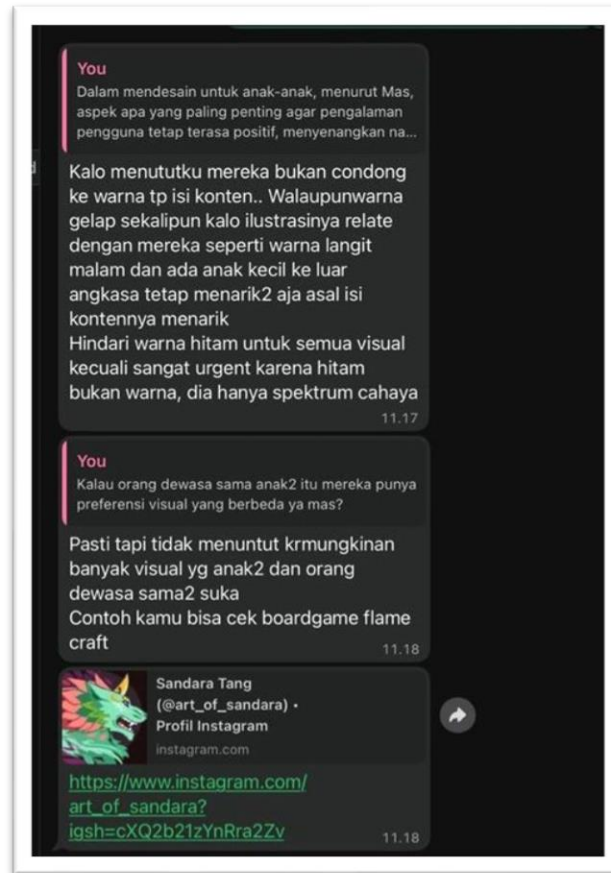 You
Dalam mendesain untuk anak-anak, menurut Mas,
aspek apa yang paling penting agar pengalaman
pengguna tetap terasa positif, menyenangkan na...
Kalo menututku mereka bukan condong
ke warna tp isi konten.. Walaupunwarna
gelap sekalipun kalo ilustrasinya relate
dengan mereka seperti warna langit
malam dan ada anak kecil ke luar
angkasa tetap menarik2 aja asal isi
kontennya menarik
Hindari warna hitam untuk semua visual
kecuali sangat urgent karena hitam
bukan warna, dia hanya spektrum cahaya
11.17
You
Kalau orang dewasa sama anak2 itu mereka punya
preferensi visual yang berbeda ya mas?
Pasti tapi tidak menuntut krmungkinan
banyak visual yg anak2 dan orang
dewasa sama2 suka
Contoh kamu bisa cek boardgame flame
craft
11.18
Sandara Tang
(@art_of_sandara) •
Profil Instagram
instagram.com
https://www.instagram.com/
art_of_sandara?
igsh=cXQ2b21zYnRra2Zv
11.18